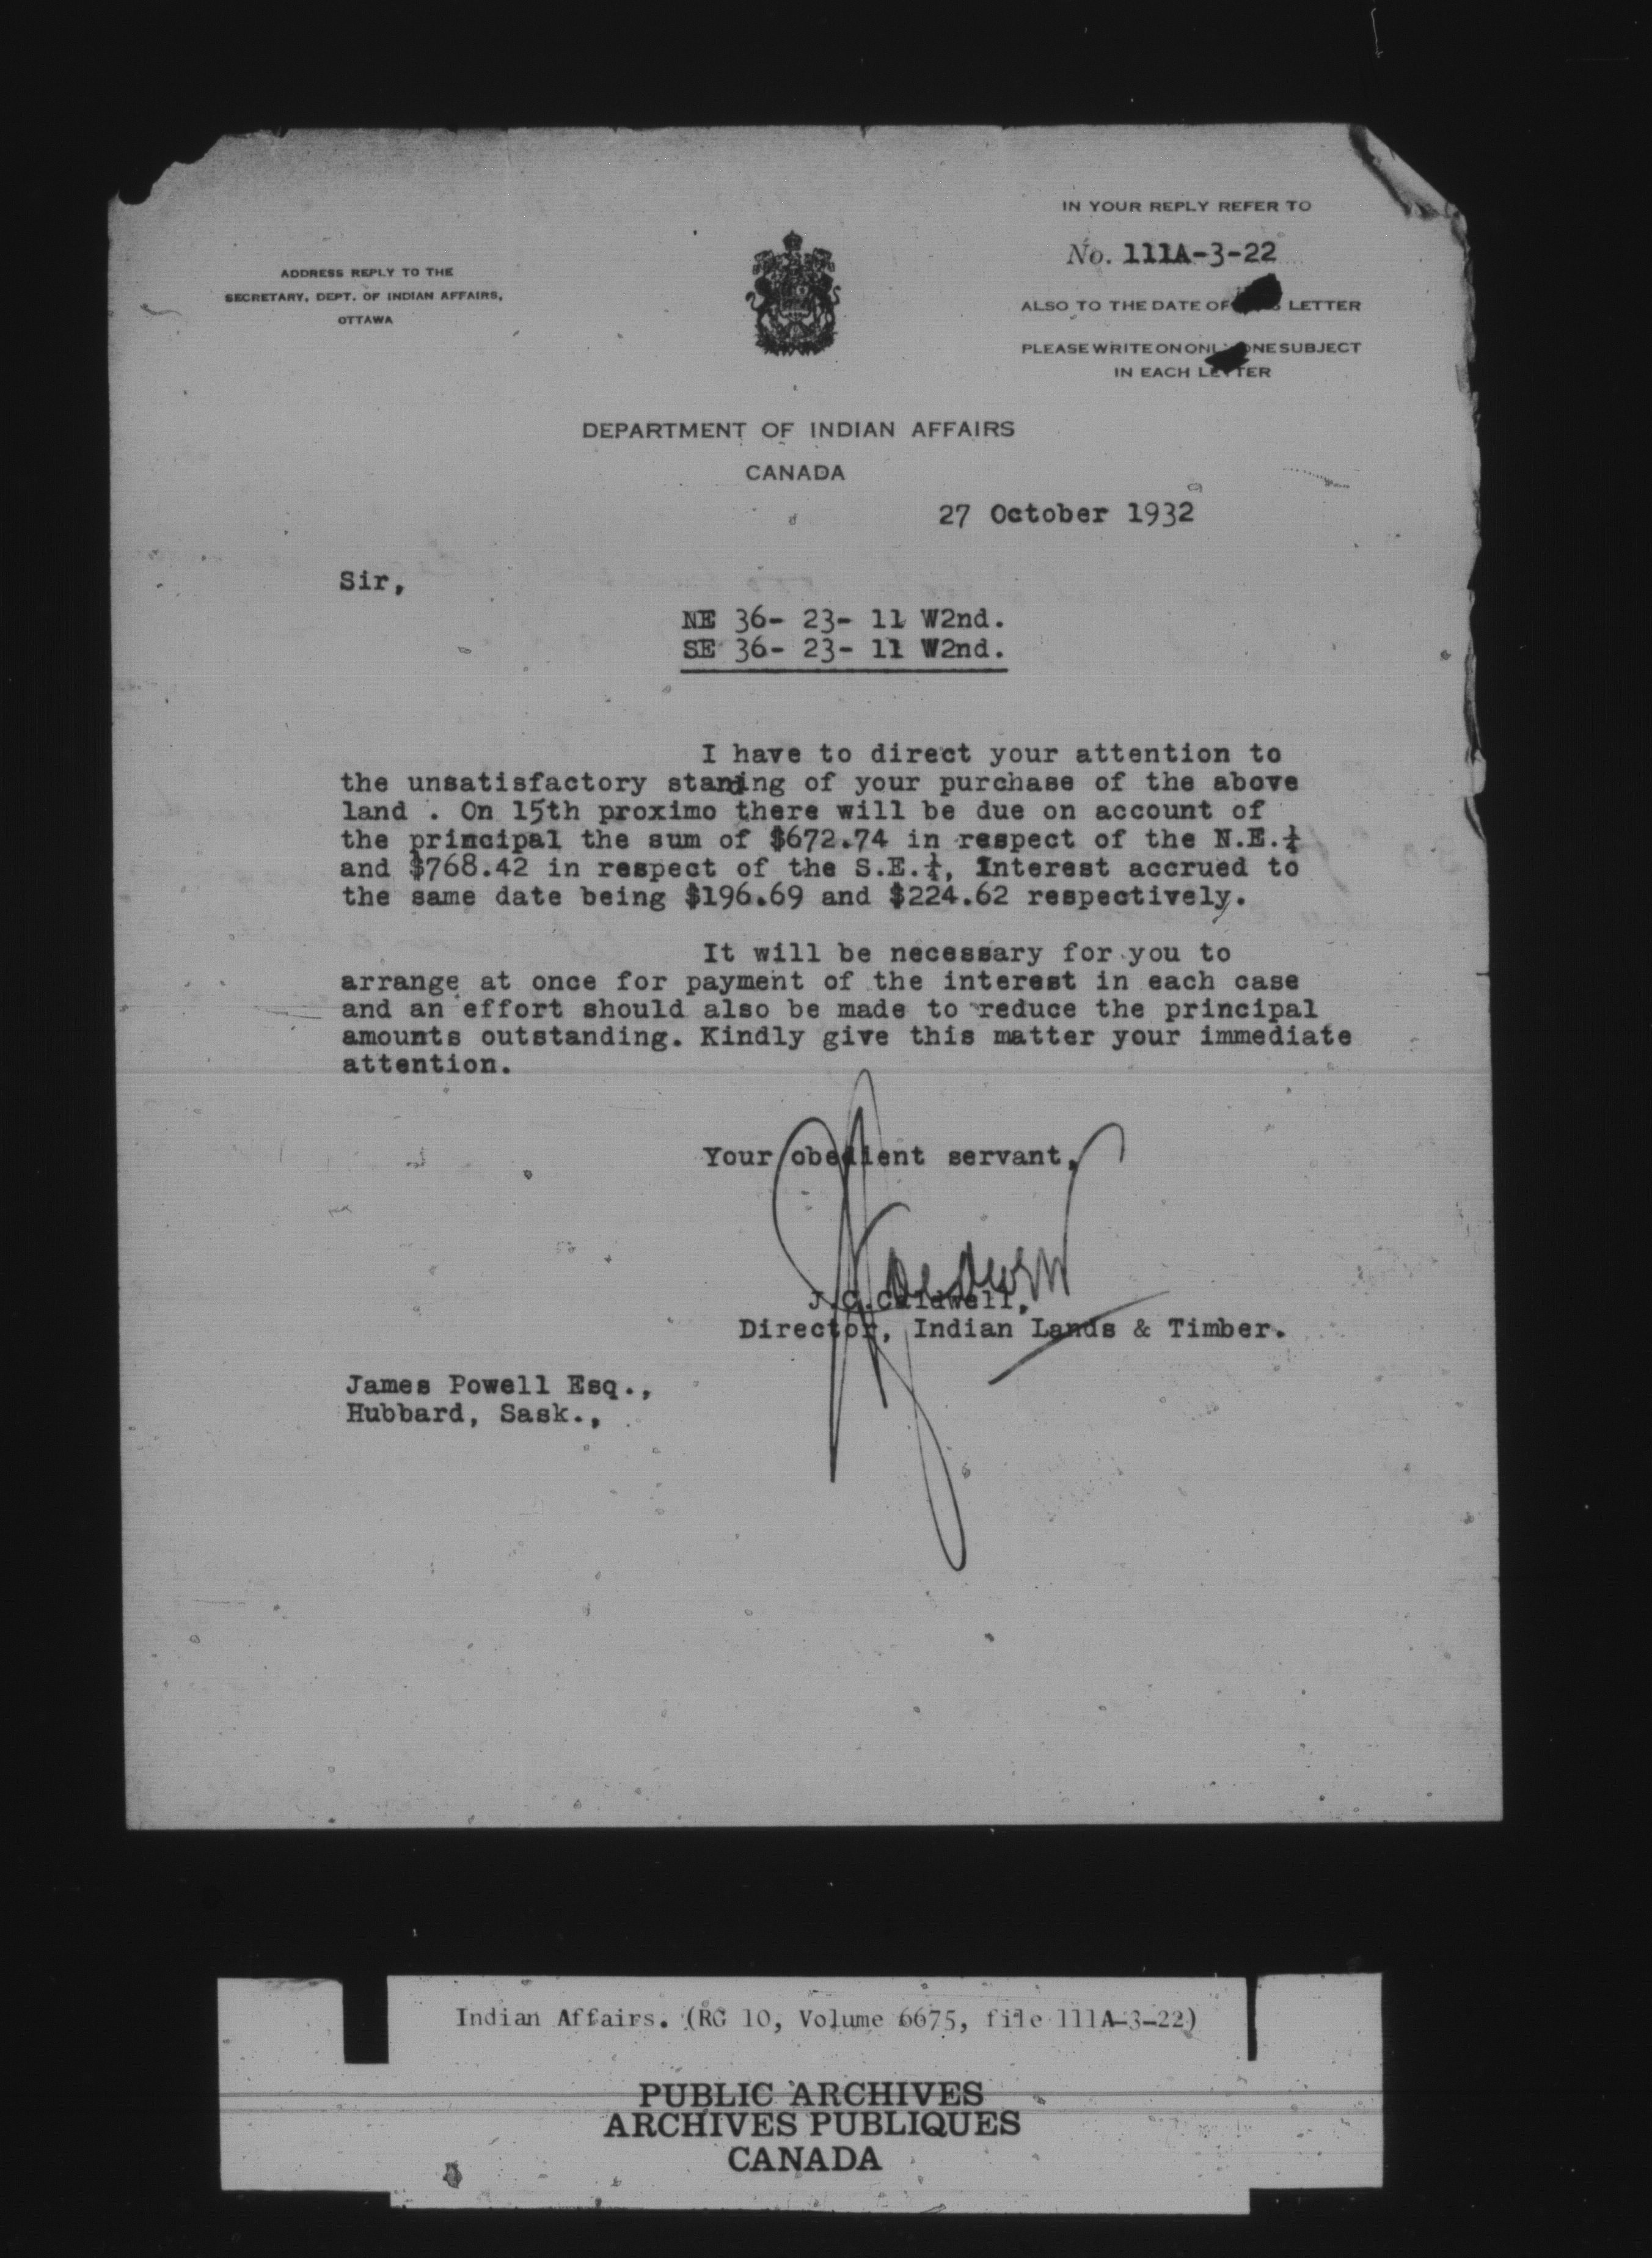 IN YOUR REPLY REFER TO
No. 111A-3-22
ALSO TO THE DATE OF LETTER
PLEASE WRITE ON ONLY ONE SUBJECT
IN EACH LETTER
ADDRESS REPLY TO THE
SECRETARY, DEPT. OF INDIAN AFFAIRS,
OTTAWA
DEPARTMENT OF INDIAN AFFAIRS
CANADA
27 October 1932
Sir,
NE 36- 23- 11 W2nd.
SE 36- 23- 11 W2nd.
I have to direct your attention to
the unsatisfactory standing of your purchase of the above
land . On 15th proximo there will be due on account of
the principal the sum of $672.74 in respect of the N.E.¼
and $768.42 in respect of the S.E.¼, Interest accrued to
the same date being $196.69 and $224.62 respectively.
It will be necessary for you to
arrange at once for payment of the interest in each case
and an effort should also be made to reduce the principal
amounts outstanding. Kindly give this matter your immediate
attention.
Your obedient servant,
J.C.Caldwell,
Director, Indian Lands & Timber.
James Powell Esq.,
Hubbard, Sask.,
Indian Affairs. (RG 10, Volume 6675, file 111A-3-22)
PUBLIC ARCHIVES
ARCHIVES PUBLIQUES
CANADA